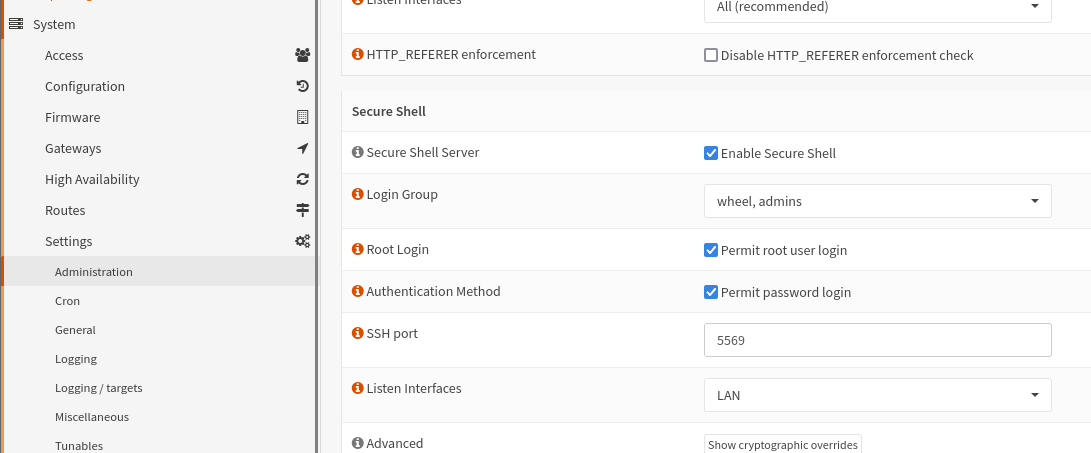 System
Access
Configuration
Firmware
Gateways
High Availability
Routes
Settings
Administration
Cron
General
Logging
Logging / targets
Miscellaneous
Tunables
Listen Interfaces
All (recommended)
HTTP_REFERER enforcement
Disable HTTP_REFERER enforcement check
Secure Shell
Secure Shell Server
Enable Secure Shell
Login Group
wheel, admins
Root Login
Permit root user login
Authentication Method
Permit password login
SSH port
5569
Listen Interfaces
LAN
Advanced
Show cryptographic overrides